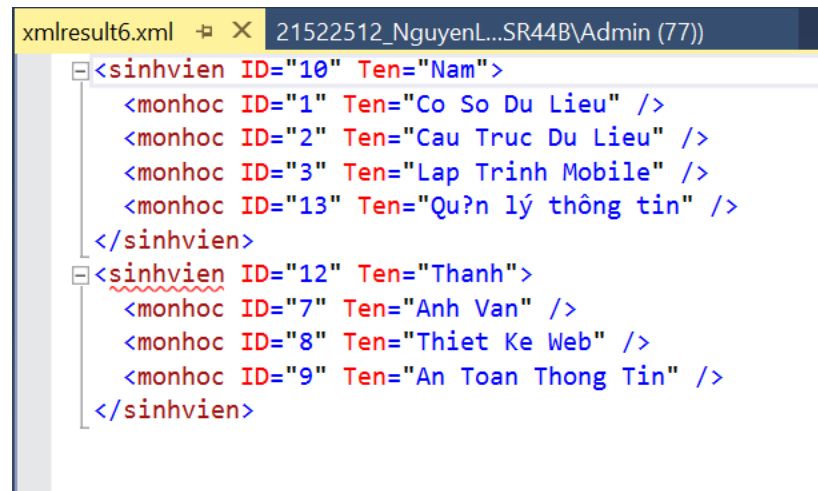 xmlresult6.xml 21522512_NguyenL...SR44B\Admin (77))
<sinhvien ID="10" Ten="Nam">
<monhoc ID="1" Ten="Co So Du Lieu" />
<monhoc ID="2" Ten="Cau Truc Du Lieu" />
<monhoc ID="3" Ten="Lap Trinh Mobile" />
<monhoc ID="13" Ten="Qu?n lý thông tin" />
</sinhvien>
<sinhvien ID="12" Ten="Thanh">
<monhoc ID="7" Ten="Anh Van" />
<monhoc ID="8" Ten="Thiet Ke Web" />
<monhoc ID="9" Ten="An Toan Thong Tin" />
</sinhvien>